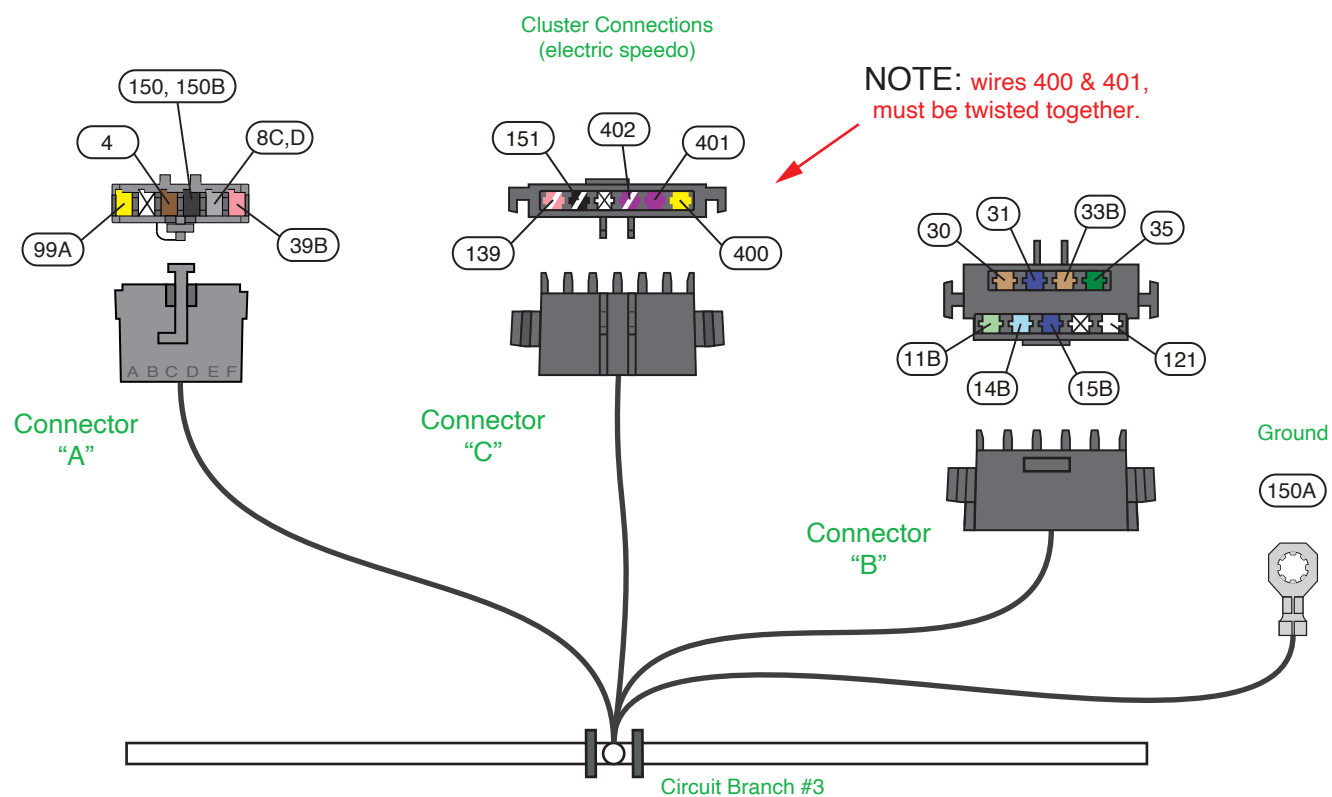 Cluster Connections
(electric speedo)
NOTE: wires 400 & 401,
must be twisted together.
150, 150B
4
8C,D
99A
39B
151
402
401
139
400
30
31
33B
35
11B
14B
15B
121
A B C D E F
Connector
“A”
Connector
“C”
Connector
“B”
Ground
150A
Circuit Branch #3